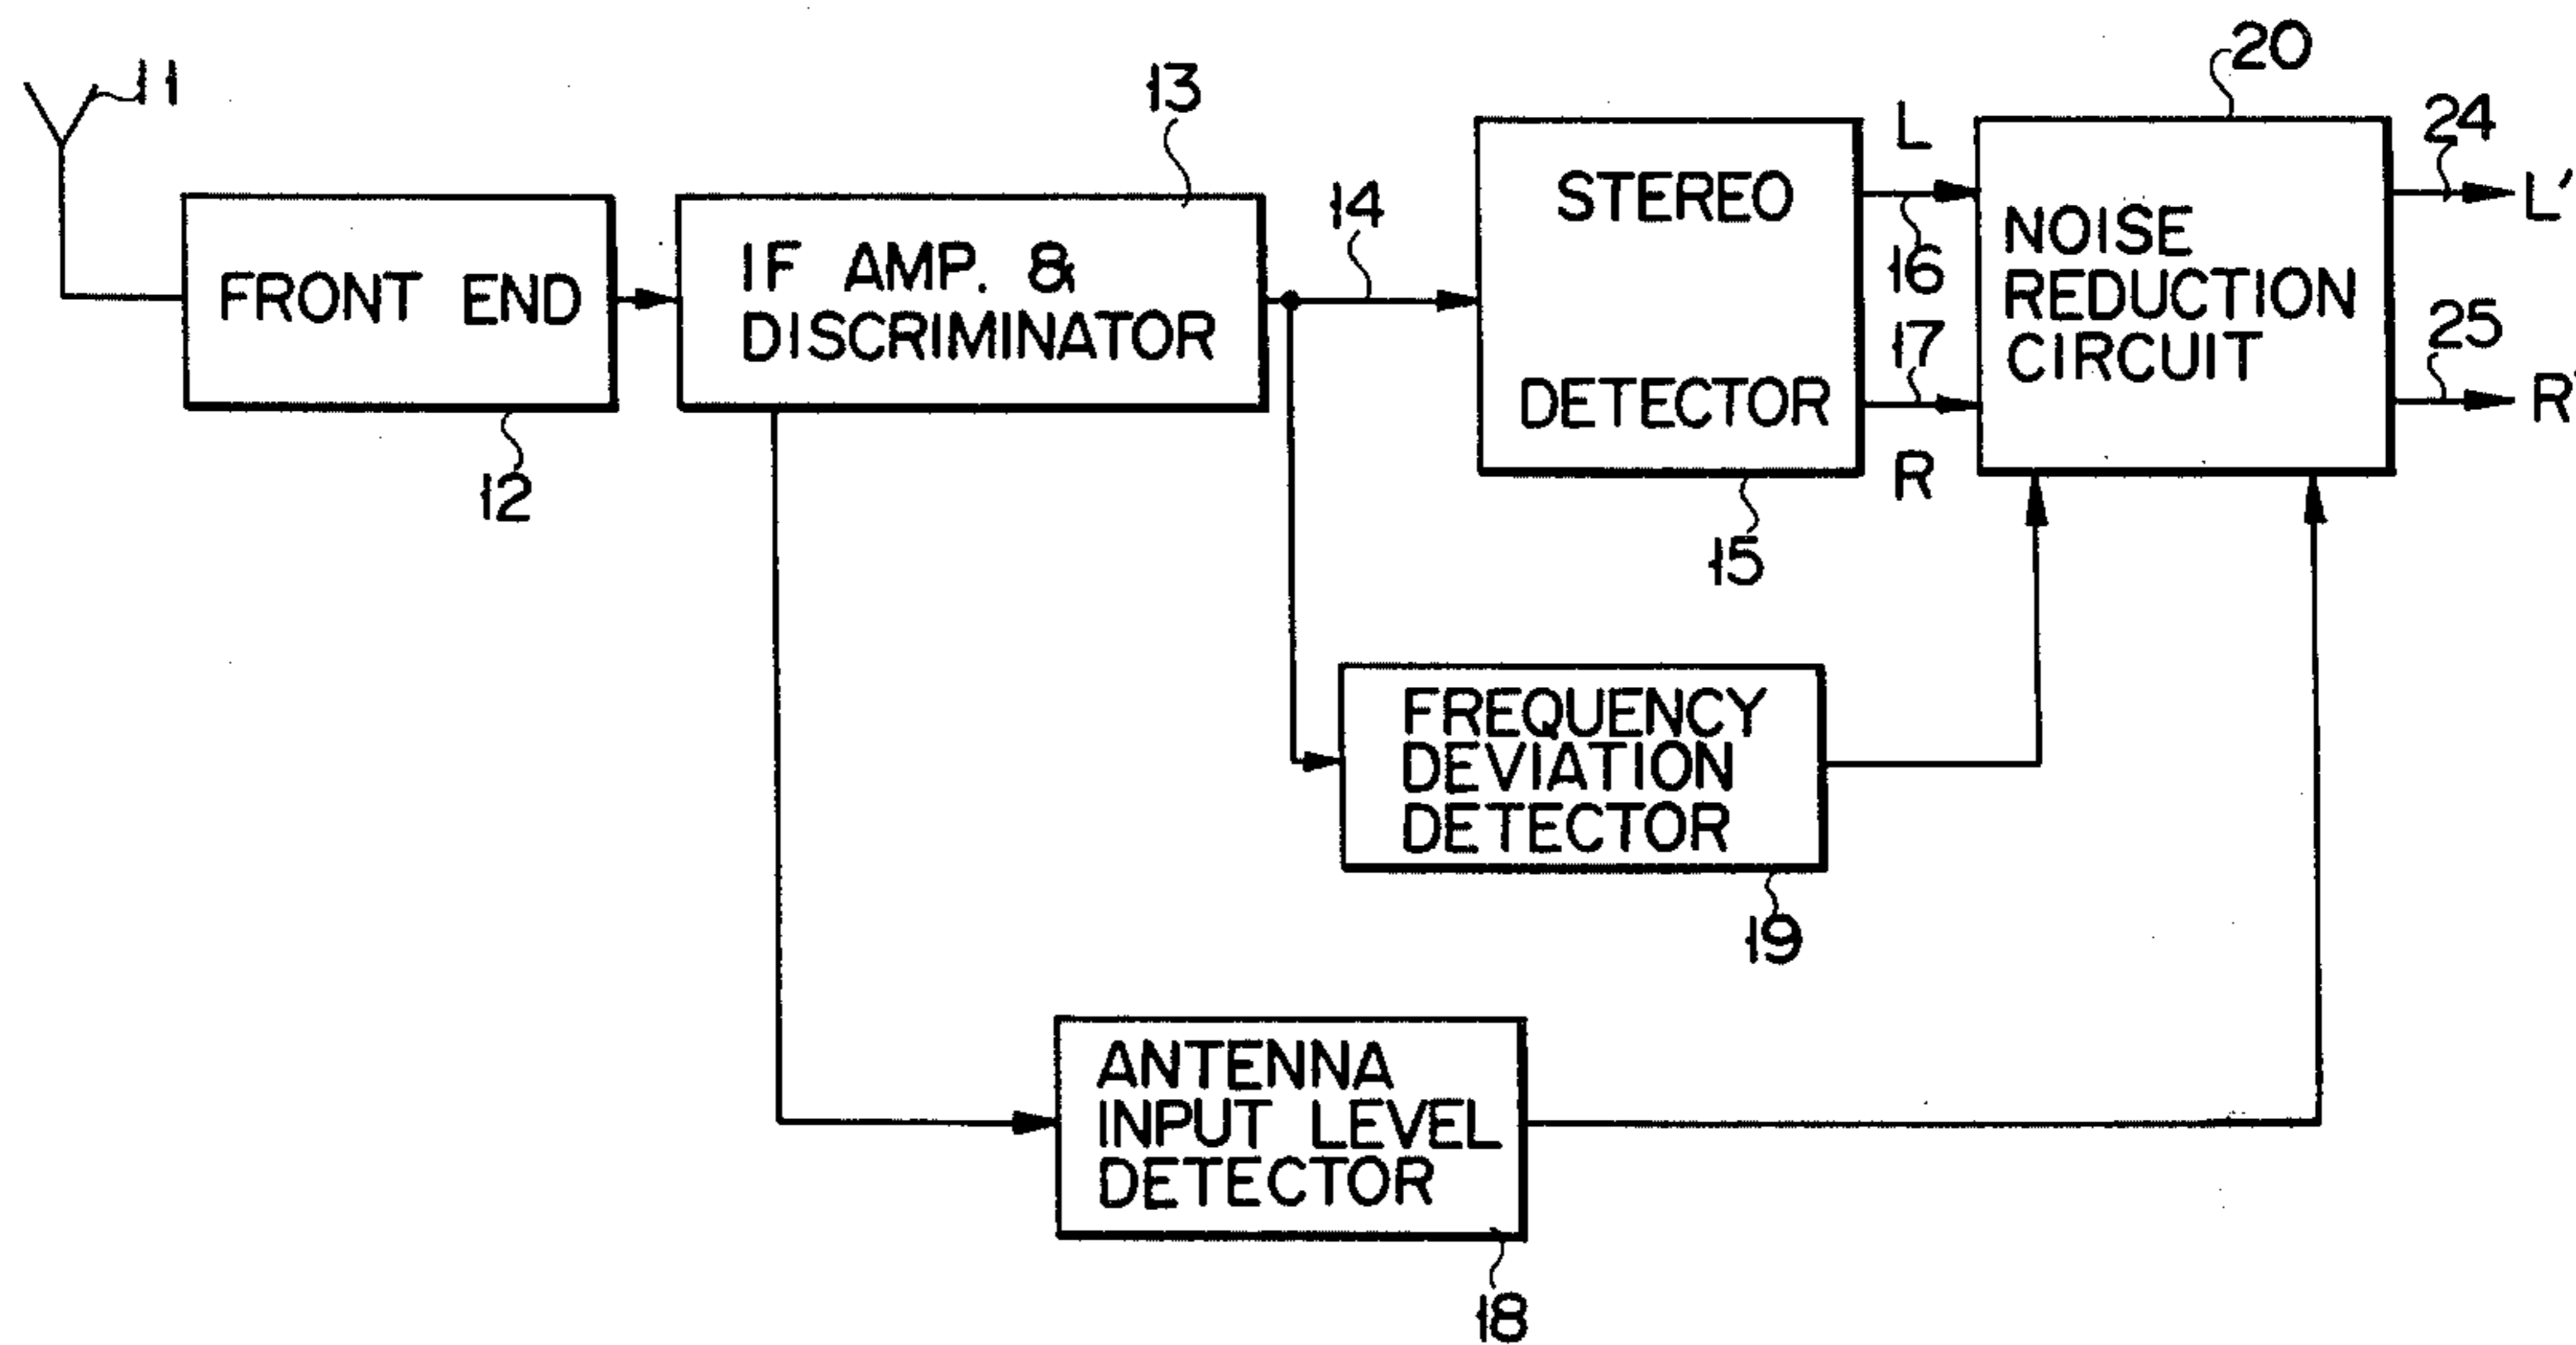 11
FRONT END
12
13
IF AMP. &
DISCRIMINATOR
14
STEREO
DETECTOR
15
L
16
17
R
20
NOISE
REDUCTION
CIRCUIT
24
L'
25
R'
FREQUENCY
DEVIATION
DETECTOR
19
ANTENNA
INPUT LEVEL
DETECTOR
18